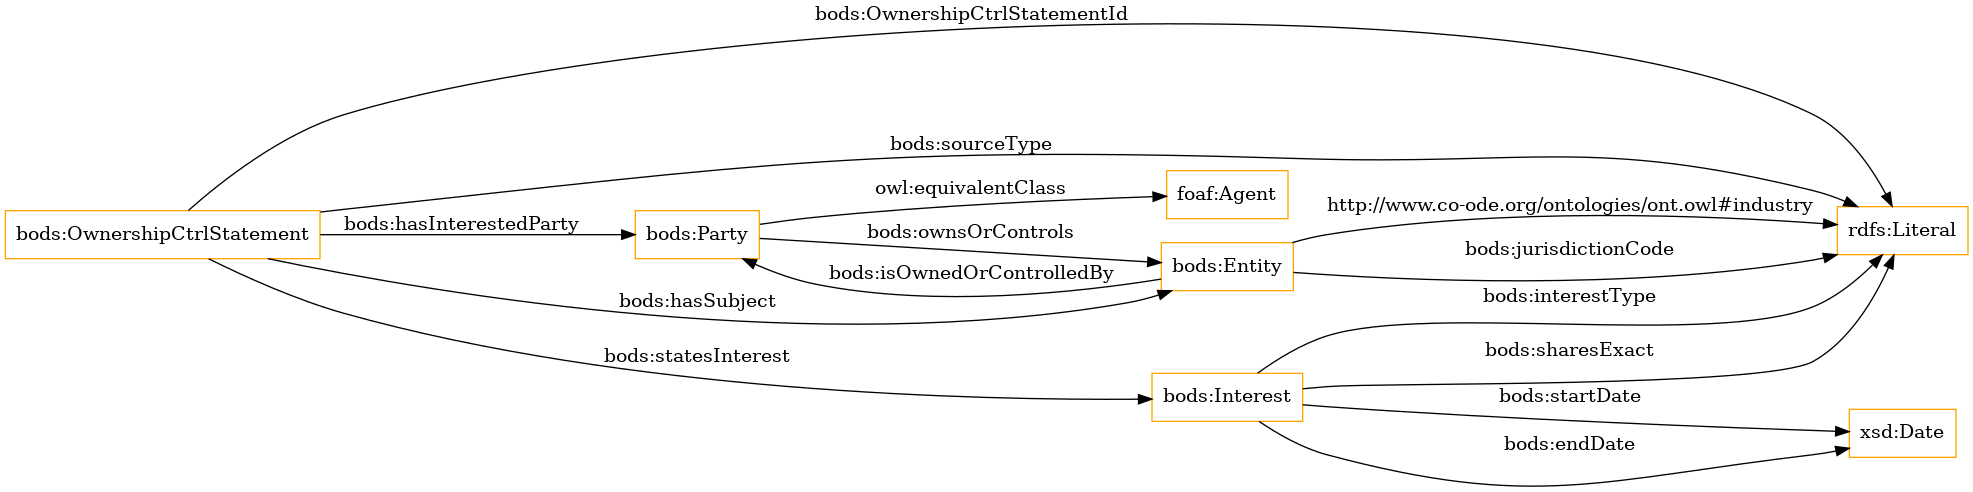 bods:OwnershipCtrlStatementId
bods:sourceType
owl:equivalentClass
foaf:Agent
http://www.co-ode.org/ontologies/ont.owl#industry
bods:OwnershipCtrlStatement
bods:hasInterestedParty
bods:Party
bods:ownsOrControls
rdfs:Literal
bods:jurisdictionCode
bods:Entity
bods:isOwnedOrControlledBy
bods:hasSubject
bods:interestType
bods:statesInterest
bods:sharesExact
bods:Interest
bods:startDate
xsd:Date
bods:endDate